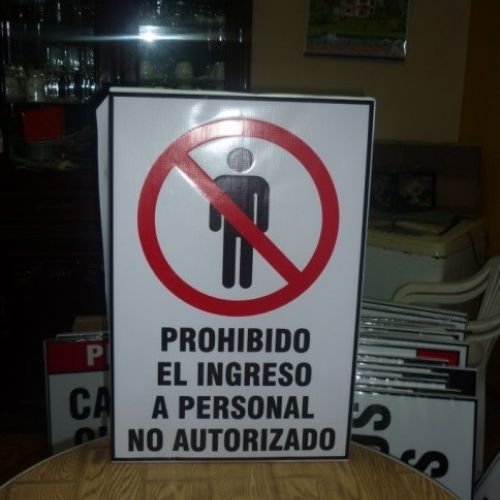 PROHIBIDO
EL INGRESO
A PERSONAL
NO AUTORIZADO